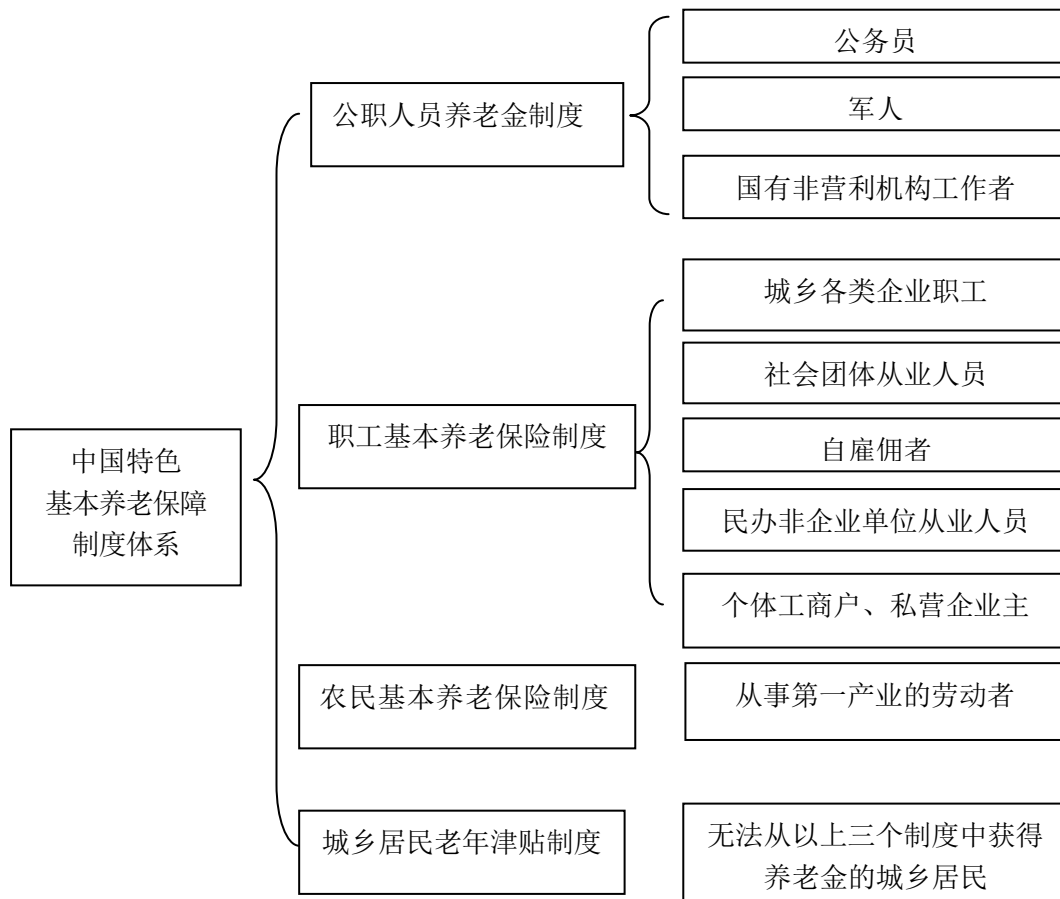 公务员
公职人员养老金制度
军人
国有非营利机构工作者
城乡各类企业职工
社会团体从业人员
职工基本养老保险制度
自雇佣者
中国特色
基本养老保障
制度体系
民办非企业单位从业人员
个体工商户、私营企业主
农民基本养老保险制度
从事第一产业的劳动者
城乡居民老年津贴制度
无法从以上三个制度中获得
养老金的城乡居民